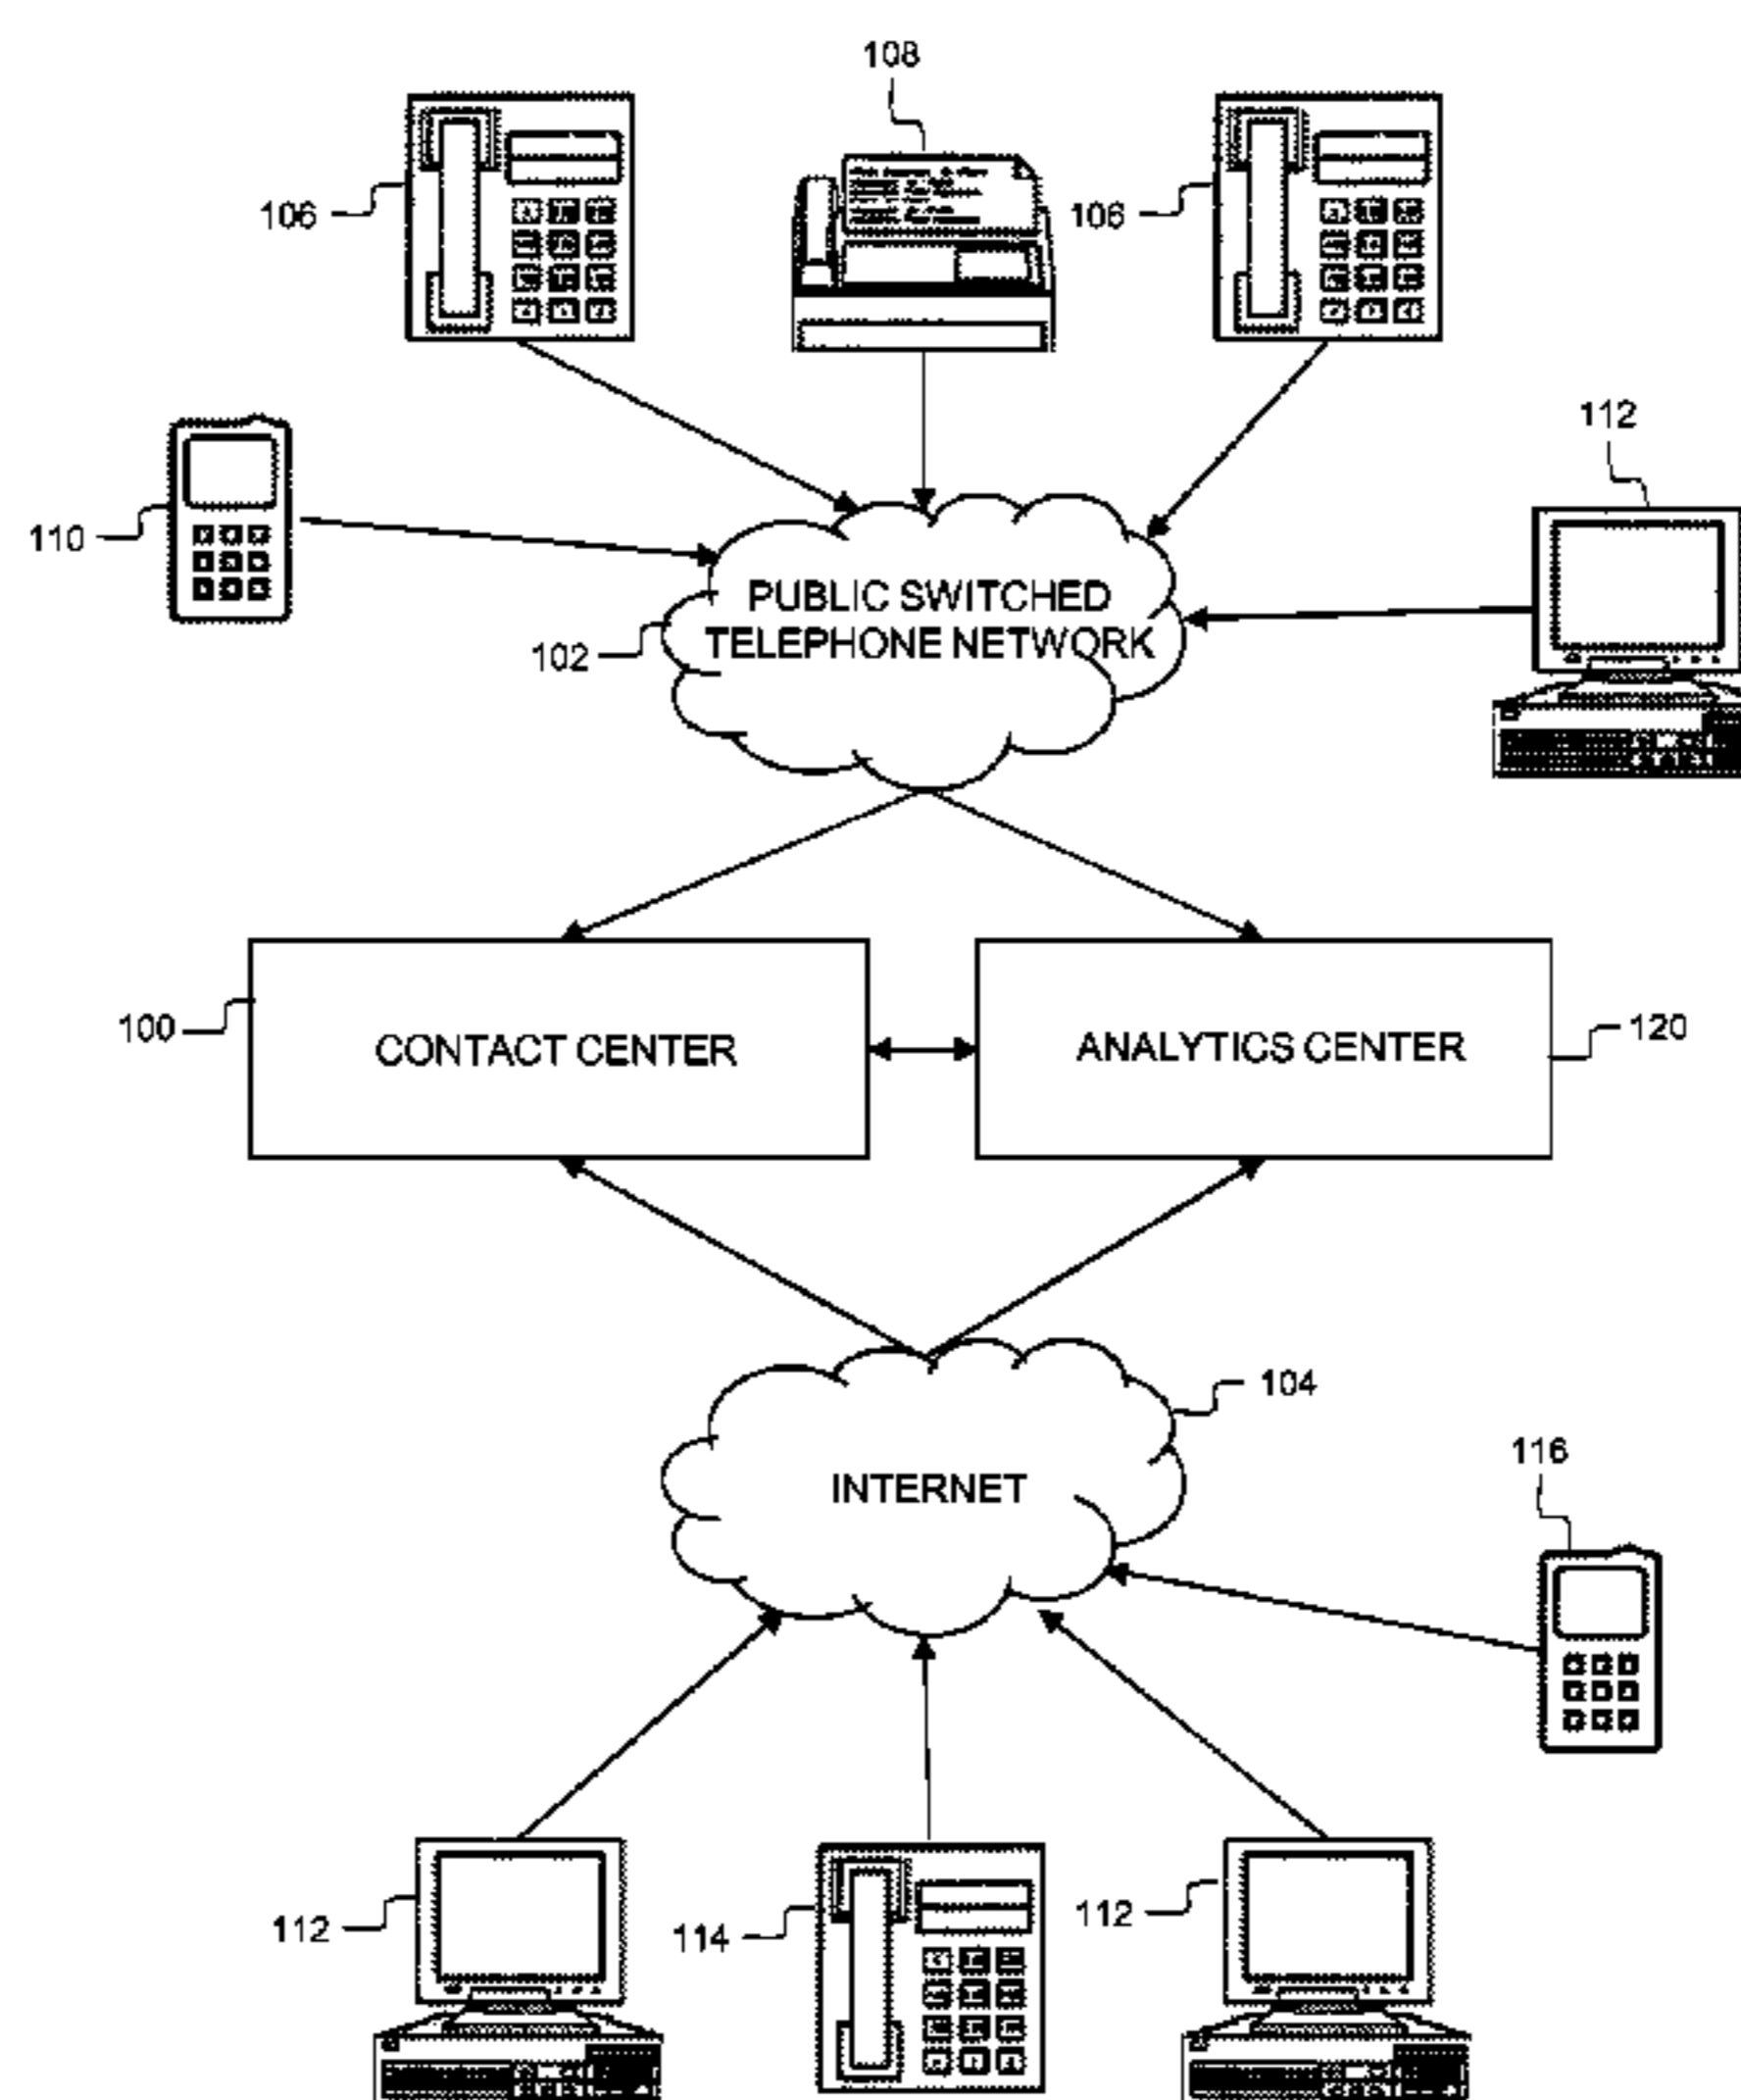 108
106
106
112
110
PUBLIC SWITCHED
TELEPHONE NETWORK
102
100
CONTACT CENTER
ANALYTICS CENTER
120
104
116
INTERNET
112
114
112